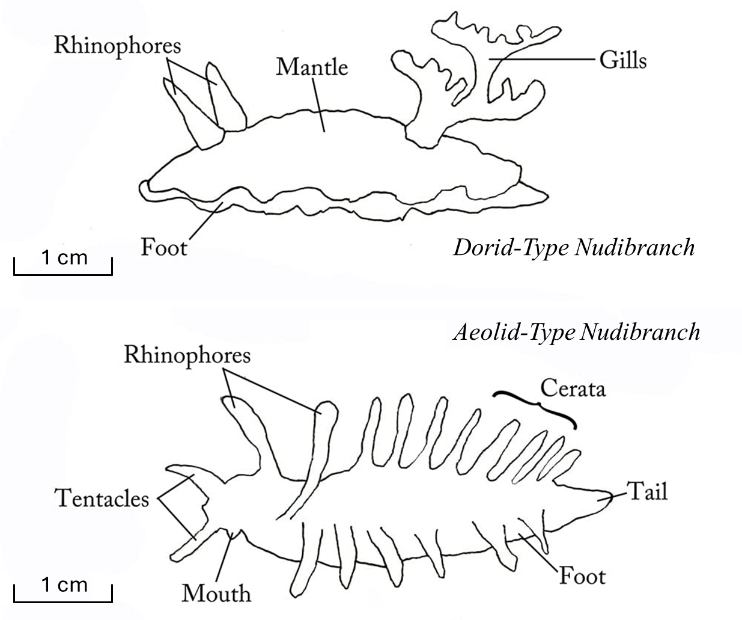 Rhinophores
Mantle
Gills
Foot
1 cm
Dorid-Type Nudibranch
Aeolid-Type Nudibranch
Rhinophores
Cerata
Tentacles
Tail
Mouth
Foot
1 cm